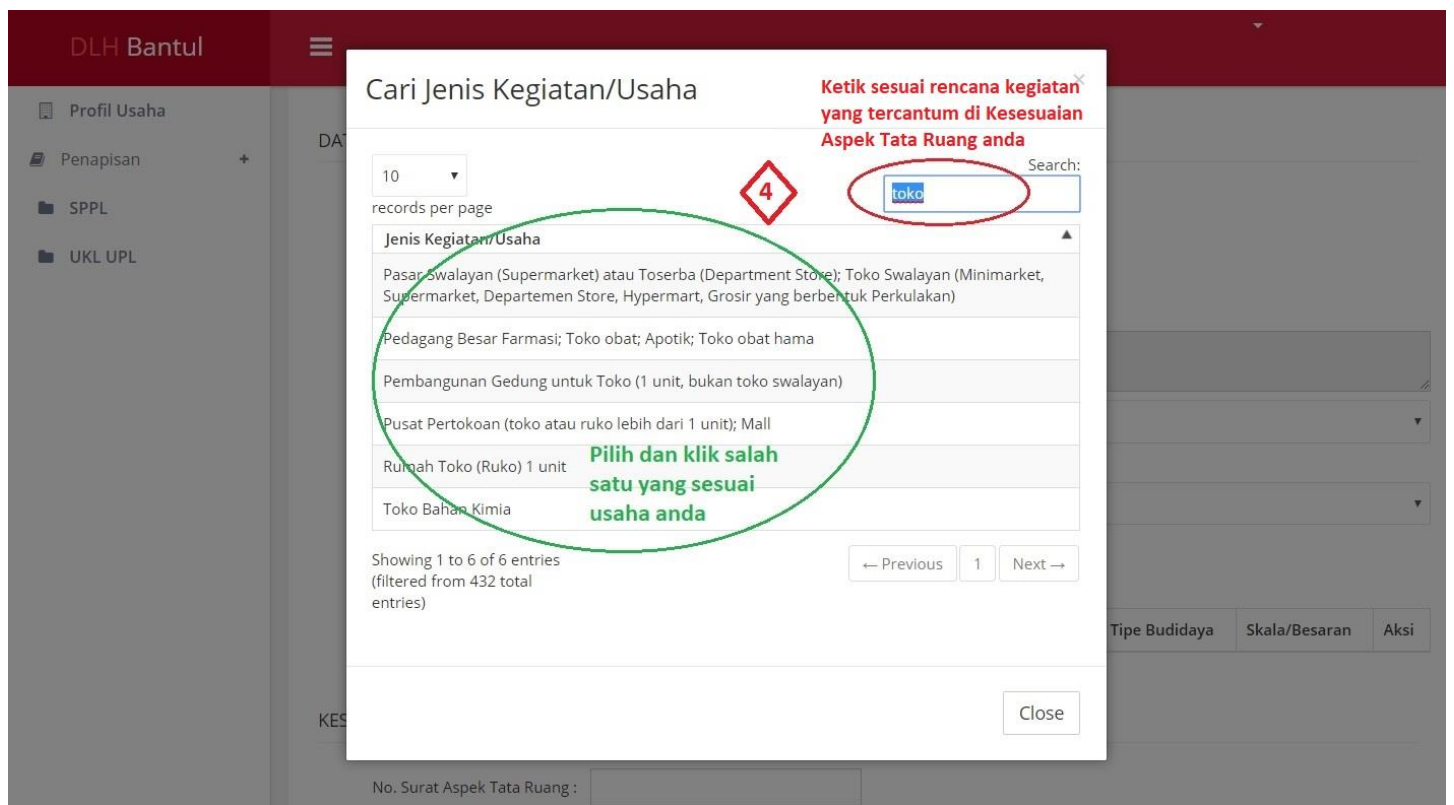 DLH Bantul
Profil Usaha
Penapisan +
SPPL
UKL UPL
DA
Cari Jenis Kegiatan/Usaha
×
Ketik sesuai rencana kegiatan
yang tercantum di Kesesuaian
Aspek Tata Ruang anda
10
records per page
4
Search:
toko
Jenis Kegiatan/Usaha
Pasar Swalayan (Supermarket) atau Toserba (Department Store); Toko Swalayan (Minimarket,
Supermarket, Departemen Store, Hypermart, Grosir yang berbentuk Perkulakan)
Pedagang Besar Farmasi; Toko obat; Apotik; Toko obat hama
Pembangunan Gedung untuk Toko (1 unit, bukan toko swalayan)
Pusat Pertokoan (toko atau ruko lebih dari 1 unit); Mall
Rumah Toko (Ruko) 1 unit
Toko Bahan Kimia
Pilih dan klik salah
satu yang sesuai
usaha anda
Showing 1 to 6 of 6 entries
(filtered from 432 total
entries)
← Previous 1 Next →
Tipe Budidaya Skala/Besaran Aksi
Close
KES
No. Surat Aspek Tata Ruang :